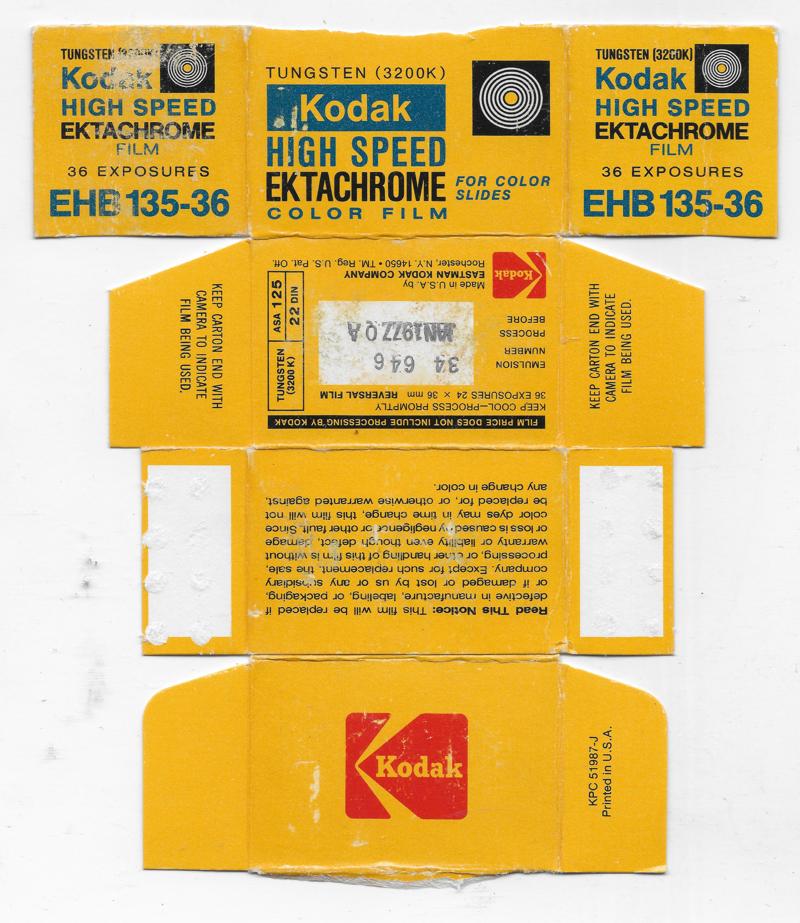 TUNGSTEN (3200K)
Kodak
HIGH SPEED
EKTACHROME
FILM
36 EXPOSURES
EHB 135-36
TUNGSTEN (3200K)
Kodak
HIGH SPEED
EKTACHROME
COLOR FILM
FOR COLOR
SLIDES
TUNGSTEN (3200K)
Kodak
HIGH SPEED
EKTACHROME
FILM
36 EXPOSURES
EHB 135-36
KEEP CARTON END WITH
CAMERA TO INDICATE
FILM BEING USED.
FILM PRICE DOES NOT INCLUDE PROCESSING BY KODAK
KEEP COOL—PROCESS PROMPTLY
36 EXPOSURES 24 × 36 mm REVERSAL FILM
EMULSION
NUMBER
34 646
PROCESS
BEFORE
JAN1977 Q A
TUNGSTEN
(3200 K)
ASA 125
22 DIN
Made in U.S.A. by
EASTMAN KODAK COMPANY
Rochester, N.Y. 14650 • TM. Reg. U.S. Pat. Off.
Kodak
KEEP CARTON END WITH
CAMERA TO INDICATE
FILM BEING USED.
Read This Notice: This film will be replaced if
defective in manufacture, labeling, or packaging,
or if damaged or lost by us or any subsidiary
company. Except for such replacement, the sale,
processing, or other handling of this film is without
warranty or liability even though defect, damage
or loss is caused by negligence or other fault. Since
color dyes may in time change, this film will not
be replaced for, or otherwise warranted against,
any change in color.
Kodak
KPC 51987-J
Printed in U.S.A.